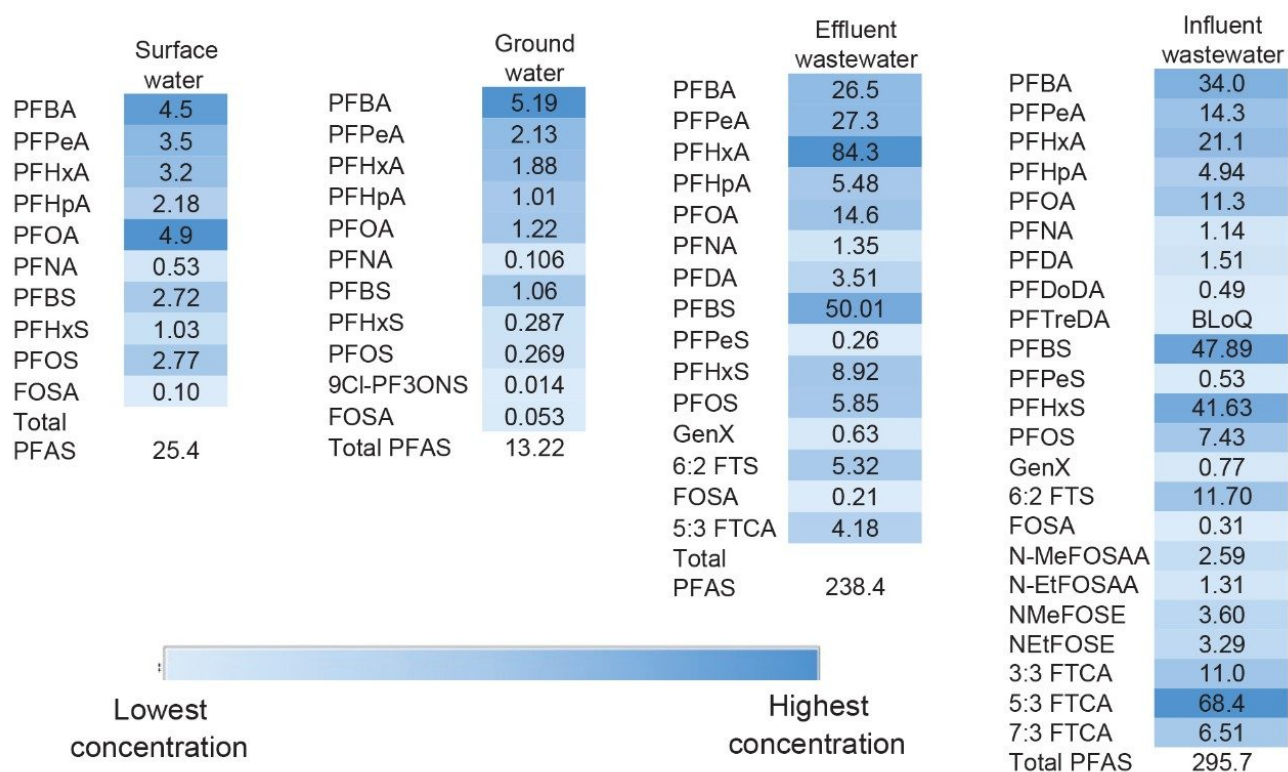 Surface
water
PFBA 4.5
PFPeA 3.5
PFHxA 3.2
PFHpA 2.18
PFOA 4.9
PFNA 0.53
PFBS 2.72
PFHxS 1.03
PFOS 2.77
FOSA 0.10
Total
PFAS 25.4
Ground
water
PFBA 5.19
PFPeA 2.13
PFHxA 1.88
PFHpA 1.01
PFOA 1.22
PFNA 0.106
PFBS 1.06
PFHxS 0.287
PFOS 0.269
9Cl-PF3ONS 0.014
FOSA 0.053
Total PFAS 13.22
Effluent
wastewater
PFBA 26.5
PFPeA 27.3
PFHxA 84.3
PFHpA 5.48
PFOA 14.6
PFNA 1.35
PFDA 3.51
PFBS 50.01
PFPeS 0.26
PFHxS 8.92
PFOS 5.85
GenX 0.63
6:2 FTS 5.32
FOSA 0.21
5:3 FTCA 4.18
Total
PFAS 238.4
Influent
wastewater
PFBA 34.0
PFPeA 14.3
PFHxA 21.1
PFHpA 4.94
PFOA 11.3
PFNA 1.14
PFDA 1.51
PFDoDA 0.49
PFTreDA BLoQ
PFBS 47.89
PFPeS 0.53
PFHxS 41.63
PFOS 7.43
GenX 0.77
6:2 FTS 11.70
FOSA 0.31
N-MeFOSAA 2.59
N-EtFOSAA 1.31
NMeFOSE 3.60
NEtFOSE 3.29
3:3 FTCA 11.0
5:3 FTCA 68.4
7:3 FTCA 6.51
Total PFAS 295.7
Lowest
concentration
Highest
concentration